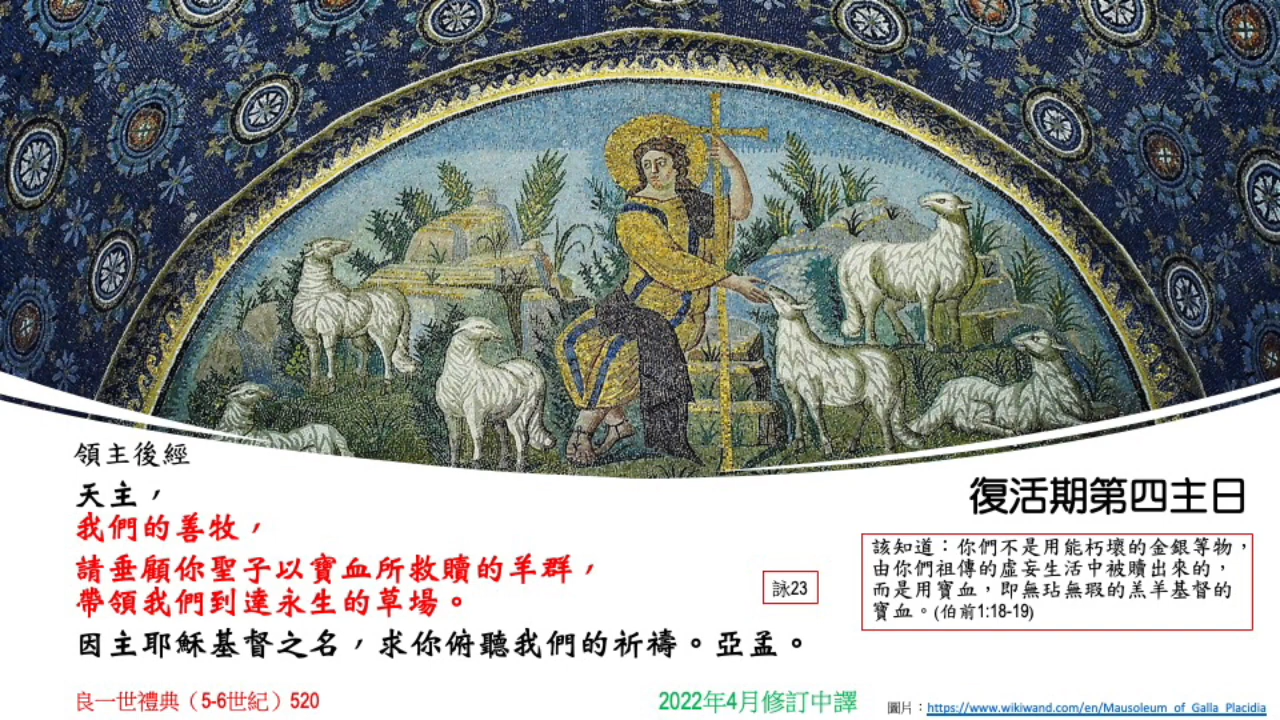 領主後經
天主，
我們的善牧，
請垂顧你聖子以寶血所救贖的羊群，
帶領我們到達永生的草場。
因主耶穌基督之名，求你俯聽我們的祈禱。亞孟。
詠23
復活期第四主日
該知道：你們不是用能朽壞的金銀等物，
由你們祖傳的虛妄生活中被贖出來的，
而是用寶血，即無玷無瑕的羔羊基督的
寶血。(伯前1:18-19)
良一世禮典（5-6世紀）520
2022年4月修訂中譯
圖片：https://www.wikiwand.com/en/Mausoleum_of_Galla_Placidia